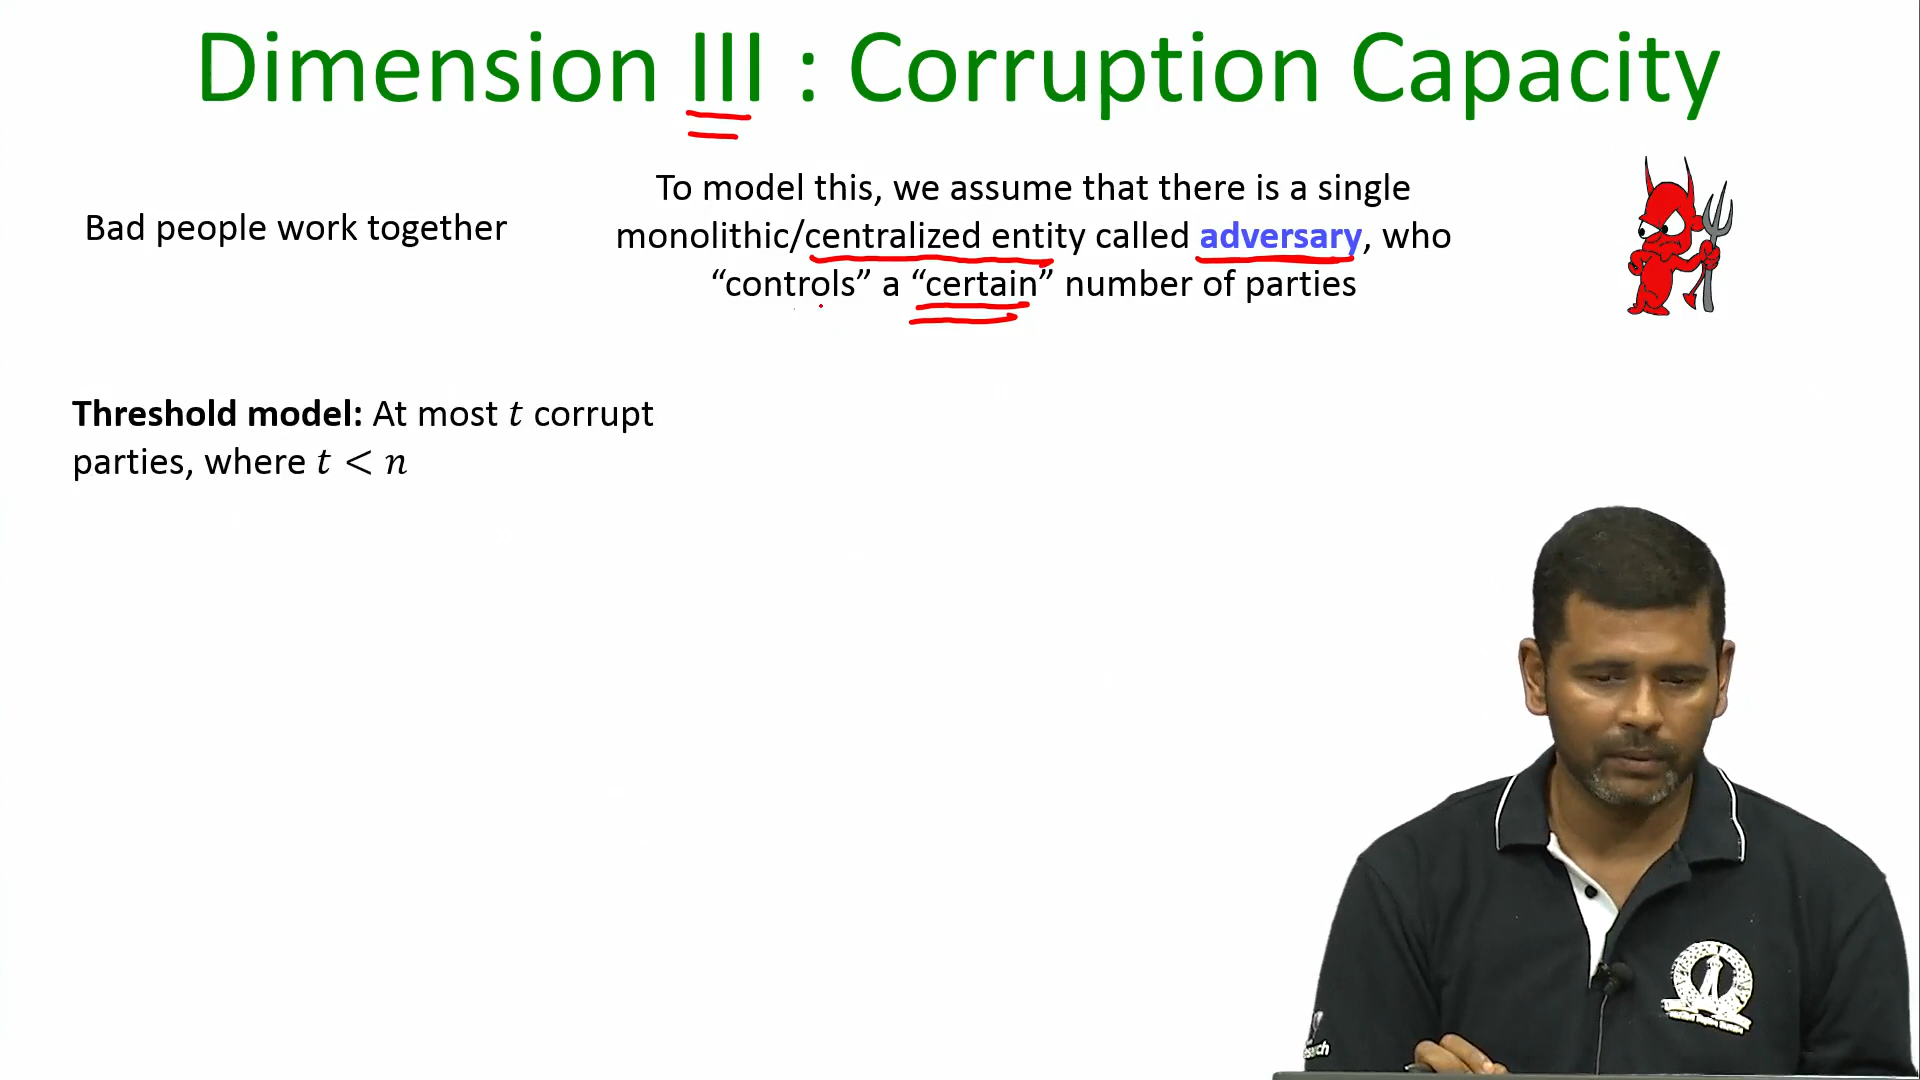 Dimension III : Corruption Capacity
Bad people work together
To model this, we assume that there is a single
monolithic/centralized entity called adversary, who
“controls” a “certain” number of parties
Threshold model: At most t corrupt
parties, where t < n